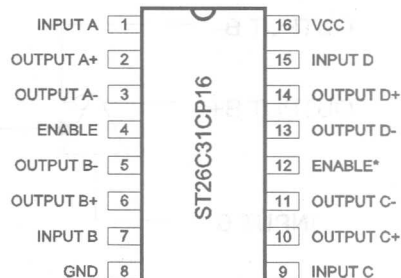 INPUT A 1
OUTPUT A+ 2
OUTPUT A- 3
ENABLE 4
OUTPUT B- 5
OUTPUT B+ 6
INPUT B 7
GND 8
ST26C31CP16
16 VCC
15 INPUT D
14 OUTPUT D+
13 OUTPUT D-
12 ENABLE*
11 OUTPUT C-
10 OUTPUT C+
9 INPUT C